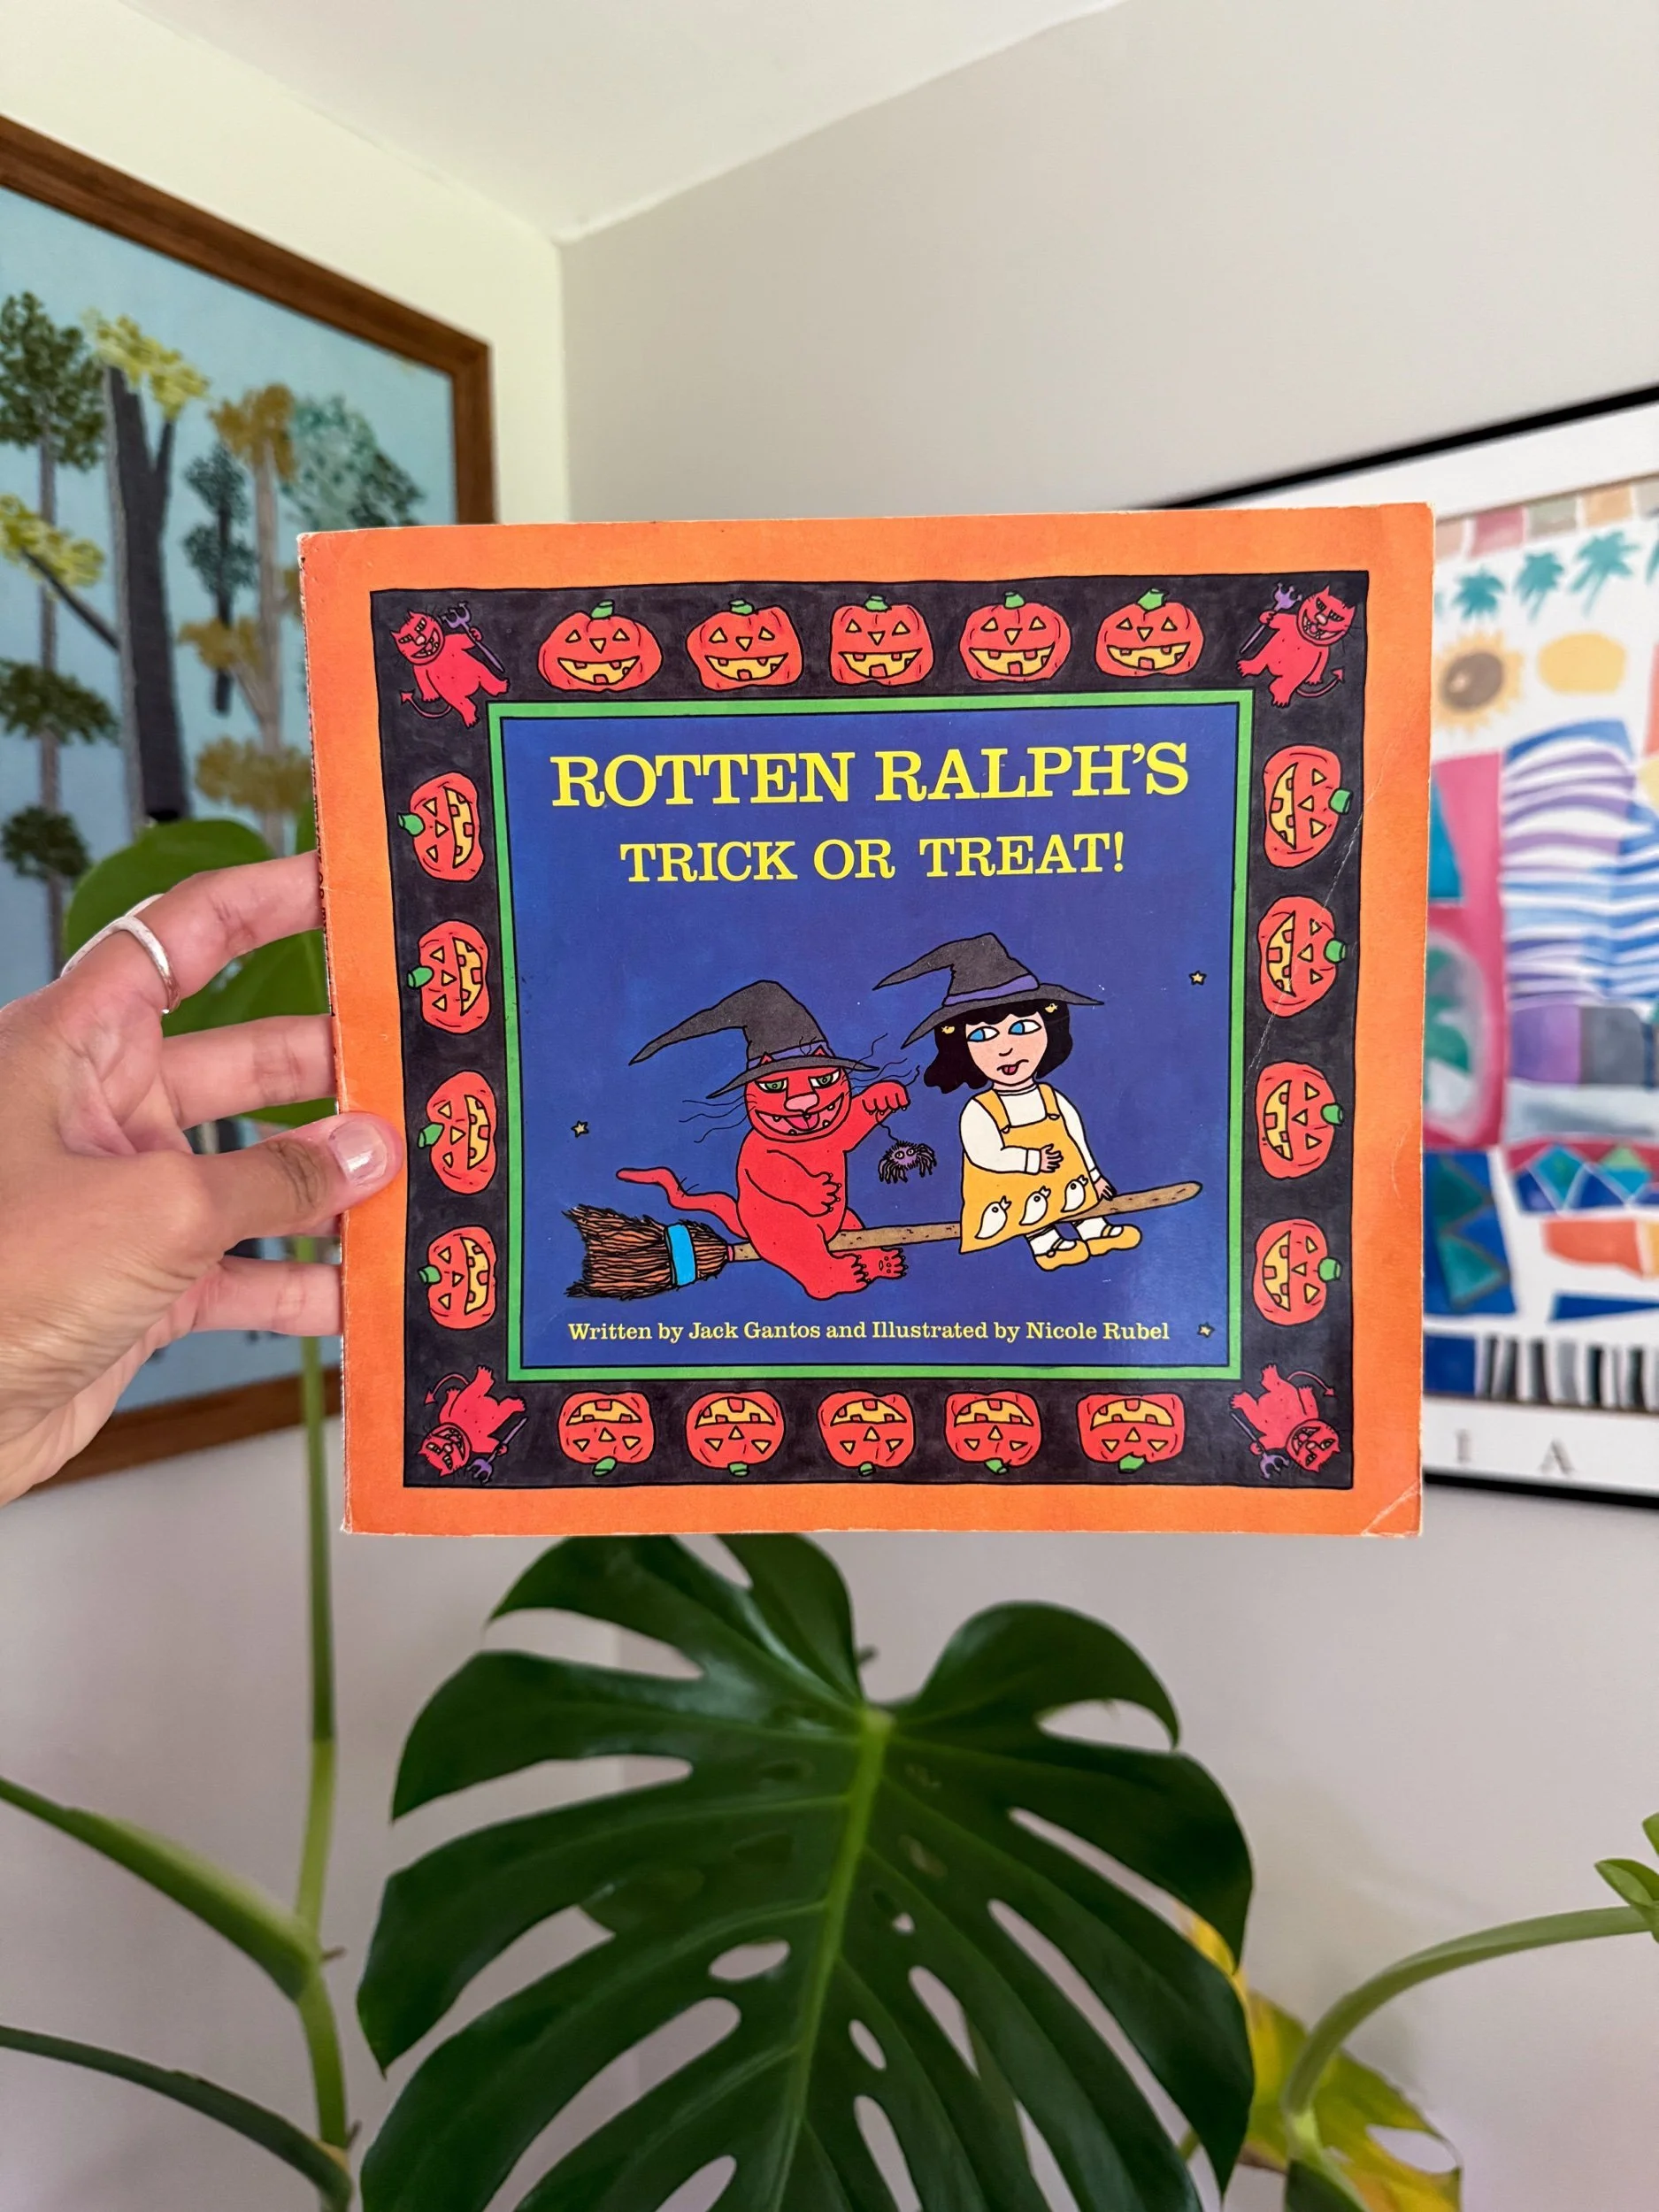 ROTTEN RALPH'S
TRICK OR TREAT!
Written by Jack Gantos and Illustrated by Nicole Rubel
I A